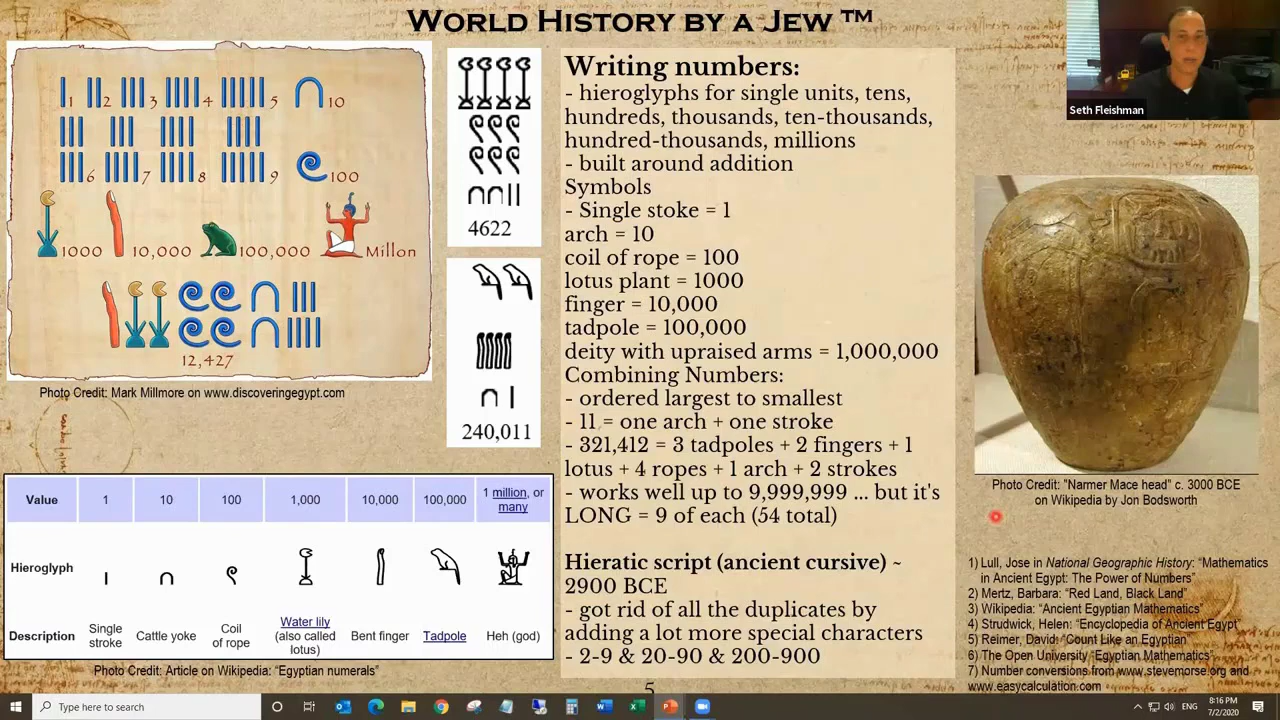 WORLD HISTORY BY A JEW ™
1 2 3 4 5 10
6 7 8 9 100
1000 10,000 100,000 Millon
12,427
Photo Credit: Mark Millmore on www.discoveringegypt.com
4622
240,011
Value 1 10 100 1,000 10,000 100,000 1 million, or
many
Hieroglyph
Description Single
stroke Cattle yoke Coil
of rope Water lily
(also called
lotus) Bent finger Tadpole Heh (god)
Photo Credit: Article on Wikipedia: “Egyptian numerals”
Writing numbers:
- hieroglyphs for single units, tens,
hundreds, thousands, ten-thousands,
hundred-thousands, millions
- built around addition
Symbols
- Single stoke = 1
arch = 10
coil of rope = 100
lotus plant = 1000
finger = 10,000
tadpole = 100,000
deity with upraised arms = 1,000,000
Combining Numbers:
- ordered largest to smallest
- 11 = one arch + one stroke
- 321,412 = 3 tadpoles + 2 fingers + 1
lotus + 4 ropes + 1 arch + 2 strokes
- works well up to 9,999,999 ... but it's
LONG = 9 of each (54 total)
Hieratic script (ancient cursive) ~
2900 BCE
- got rid of all the duplicates by
adding a lot more special characters
- 2-9 & 20-90 & 200-900
5
Seth Fleishman
Photo Credit: "Narmer Mace head" c. 3000 BCE
on Wikipedia by Jon Bodsworth
1) Lull, Jose in National Geographic History: “Mathematics
in Ancient Egypt: The Power of Numbers”
2) Mertz, Barbara: “Red Land, Black Land”
3) Wikipedia: “Ancient Egyptian Mathematics”
4) Strudwick, Helen: “Encyclopedia of Ancient Egypt”
5) Reimer, David: “Count Like an Egyptian”
6) The Open University “Egyptian Mathematics”
7) Number conversions from www.stevemorse.org and
www.easycalculation.com
Type here to search
ENG
8:16 PM
7/2/2020